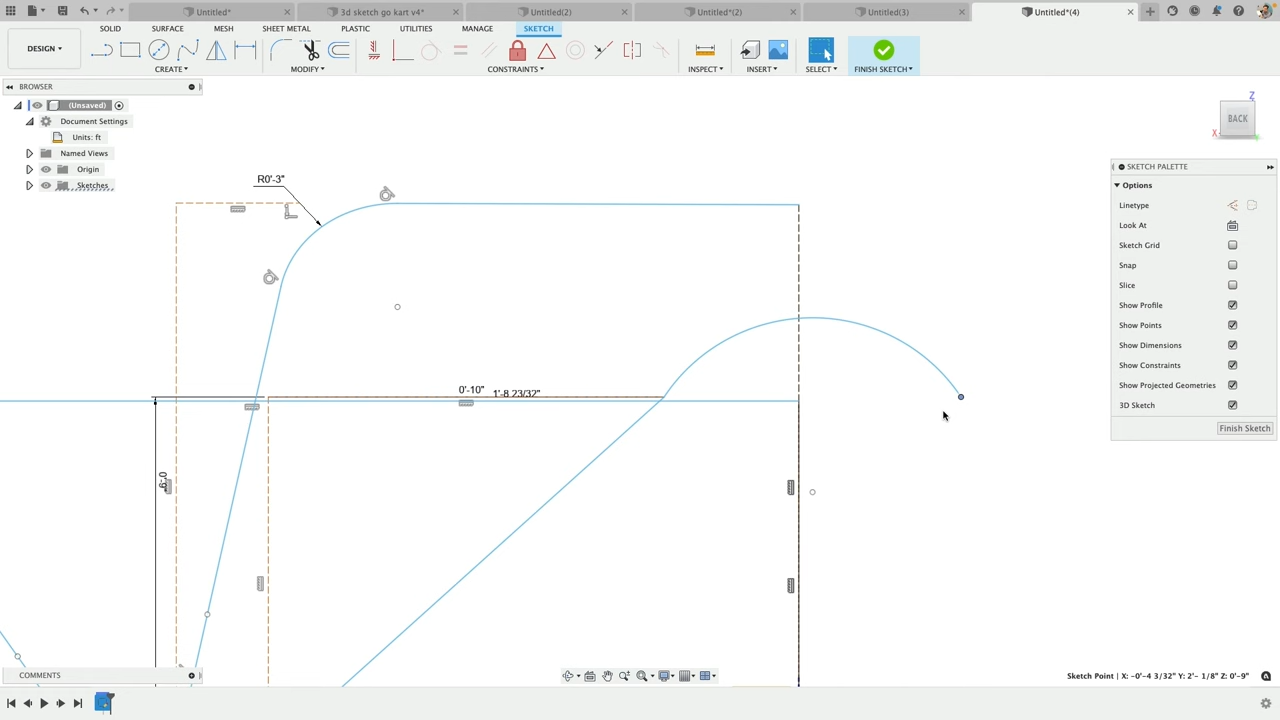 Untitled*
3d sketch go kart v4*
Untitled(2)
Untitled*(2)
Untitled(3)
Untitled*(4)
DESIGN
SOLID
SURFACE
MESH
SHEET METAL
PLASTIC
UTILITIES
MANAGE
SKETCH
CREATE
MODIFY
CONSTRAINTS
INSPECT
INSERT
SELECT
FINISH SKETCH
BROWSER
(Unsaved)
Document Settings
Units: ft
Named Views
Origin
Sketches
Z
BACK
X
SKETCH PALETTE
Options
Linetype
Look At
Sketch Grid
Snap
Slice
Show Profile
Show Points
Show Dimensions
Show Constraints
Show Projected Geometries
3D Sketch
Finish Sketch
R0'-3"
0'-10"
1'-8 23/32"
COMMENTS
Sketch Point | X: -0'-4 3/32" Y: 2'- 1/8" Z: 0'-9"